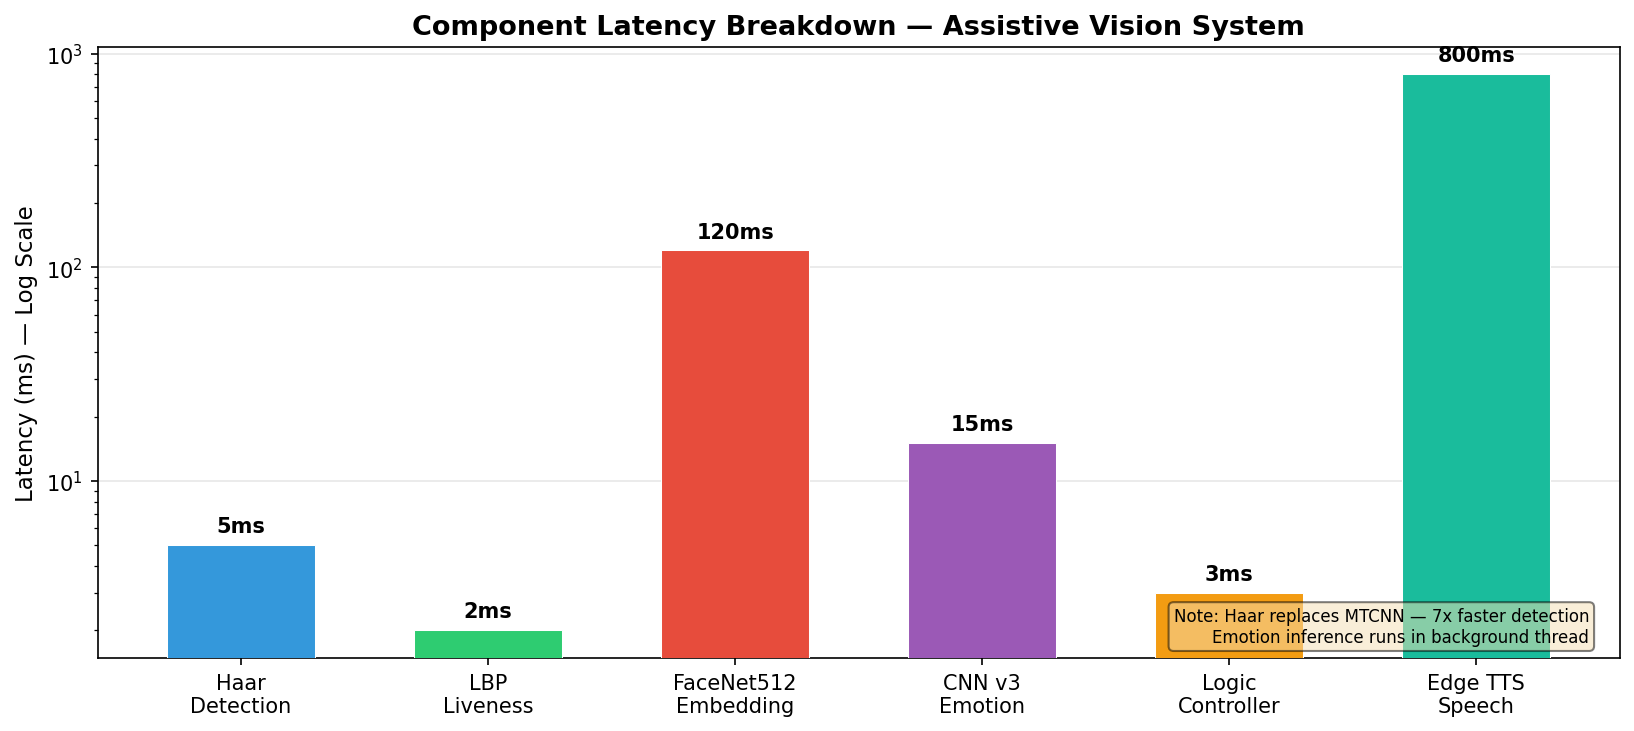 Component Latency Breakdown — Assistive Vision System
Latency (ms) — Log Scale
10³
10²
10¹
5ms
2ms
120ms
15ms
3ms
800ms
Note: Haar replaces MTCNN — 7x faster detection
Emotion inference runs in background thread
Haar
Detection
LBP
Liveness
FaceNet512
Embedding
CNN v3
Emotion
Logic
Controller
Edge TTS
Speech